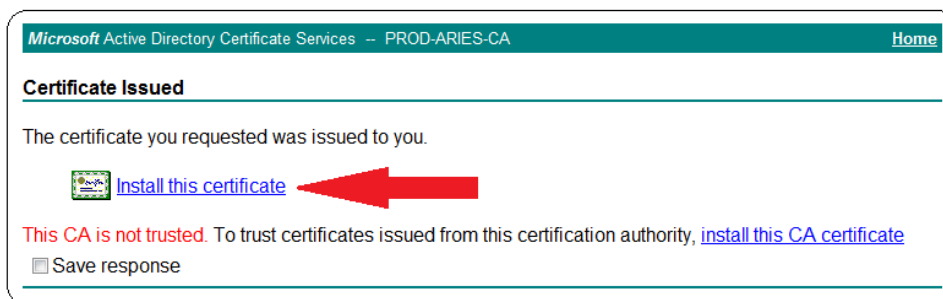 Microsoft Active Directory Certificate Services -- PROD-ARIES-CA Home
Certificate Issued
The certificate you requested was issued to you.
Install this certificate
This CA is not trusted. To trust certificates issued from this certification authority, install this CA certificate
Save response